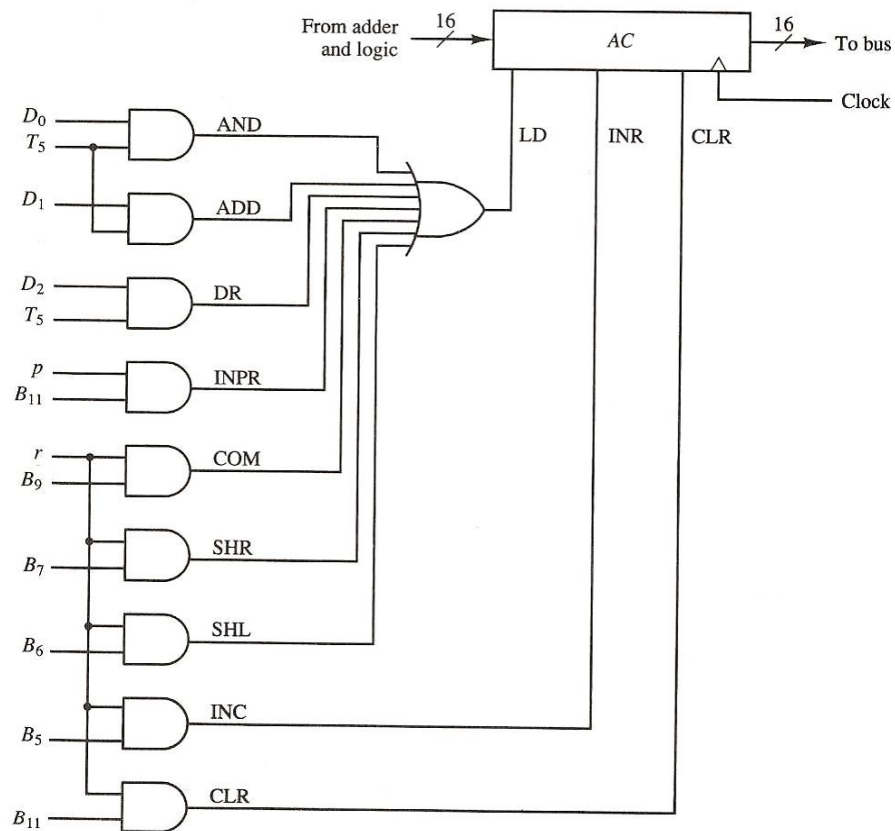 From adder
and logic
16
AC
16
To bus
Clock
LD
INR
CLR
D₀
T₅
AND
D₁
ADD
D₂
T₅
DR
p
B₁₁
INPR
r
B₉
COM
B₇
SHR
B₆
SHL
B₅
INC
B₁₁
CLR